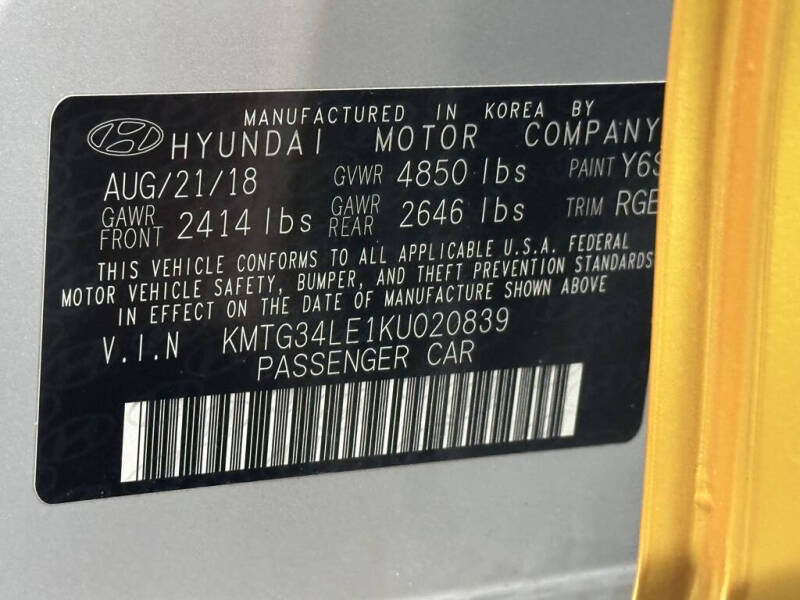 MANUFACTURED IN KOREA BY
HYUNDAI MOTOR COMPANY
AUG/21/18 GVWR 4850 lbs PAINT Y6S
GAWR FRONT 2414 lbs GAWR REAR 2646 lbs TRIM RGE
THIS VEHICLE CONFORMS TO ALL APPLICABLE U.S.A. FEDERAL
MOTOR VEHICLE SAFETY, BUMPER, AND THEFT PREVENTION STANDARDS
IN EFFECT ON THE DATE OF MANUFACTURE SHOWN ABOVE
V.I.N KMTG34LE1KU020839
PASSENGER CAR